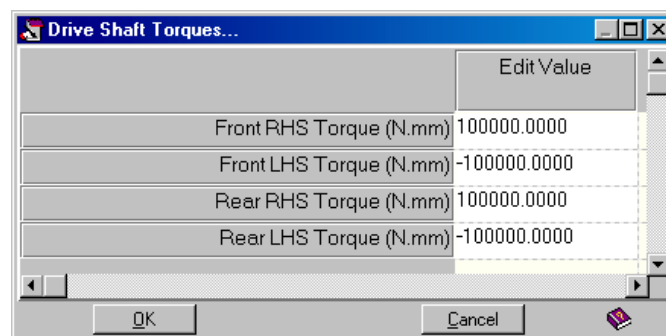 Drive Shaft Torques...
Edit Value
Front RHS Torque (N.mm) 100000.0000
Front LHS Torque (N.mm) -100000.0000
Rear RHS Torque (N.mm) 100000.0000
Rear LHS Torque (N.mm) -100000.0000
OK Cancel